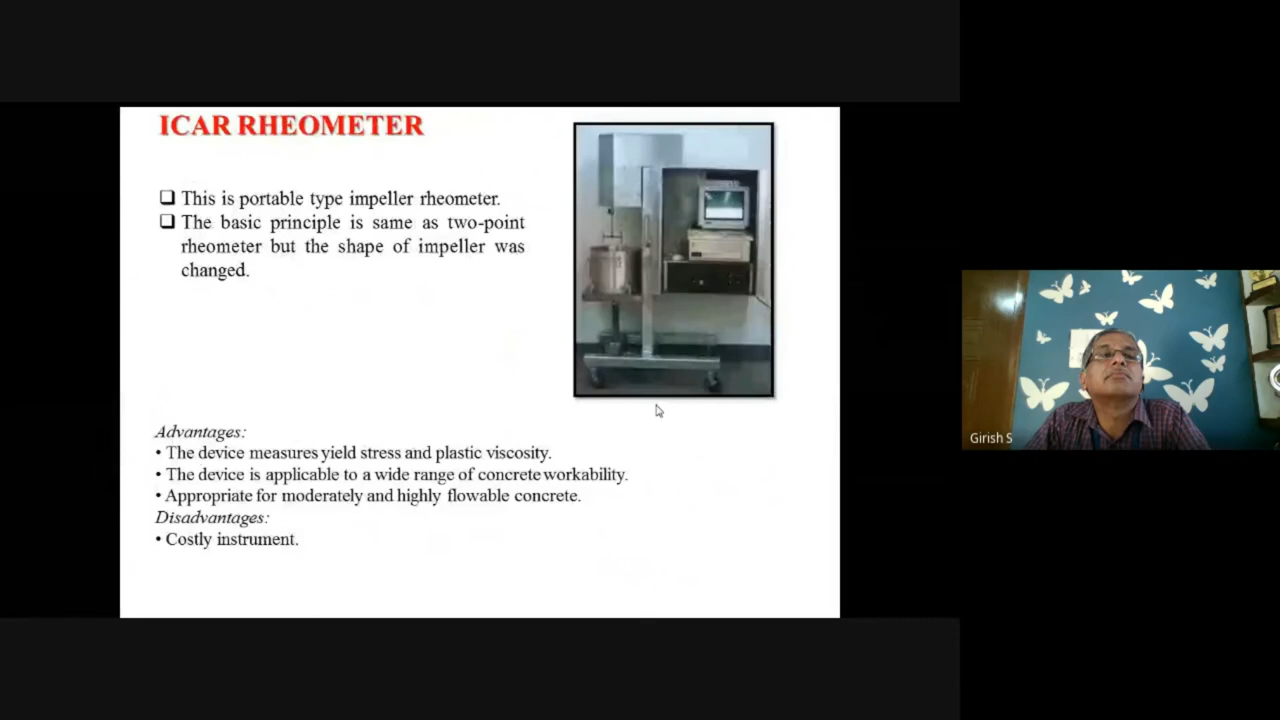 ICAR RHEOMETER
❑ This is portable type impeller rheometer.
❑ The basic principle is same as two-point
rheometer but the shape of impeller was
changed.
Advantages:
• The device measures yield stress and plastic viscosity.
• The device is applicable to a wide range of concrete workability.
• Appropriate for moderately and highly flowable concrete.
Disadvantages:
• Costly instrument.
Girish S